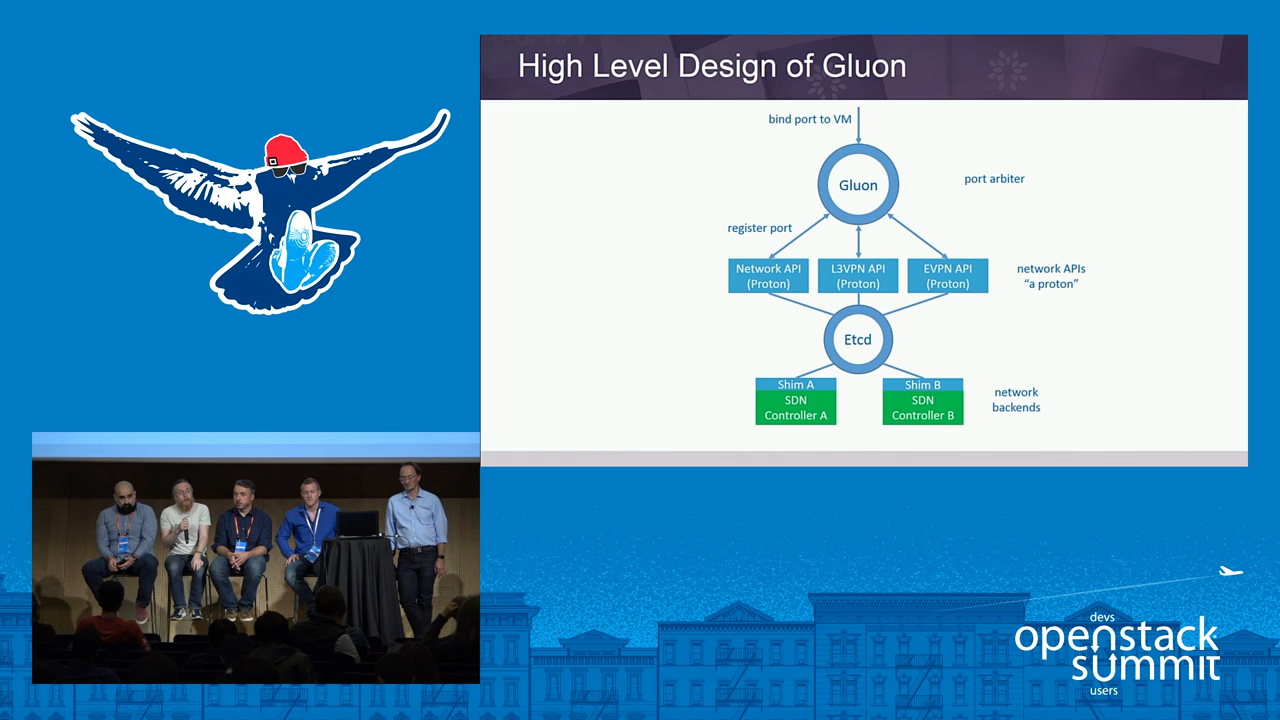 High Level Design of Gluon
bind port to VM
Gluon
port arbiter
register port
Network API
(Proton)
L3VPN API
(Proton)
EVPN API
(Proton)
network APIs
“a proton”
Etcd
Shim A
SDN
Controller A
Shim B
SDN
Controller B
network
backends
devs
openstack
summit
users